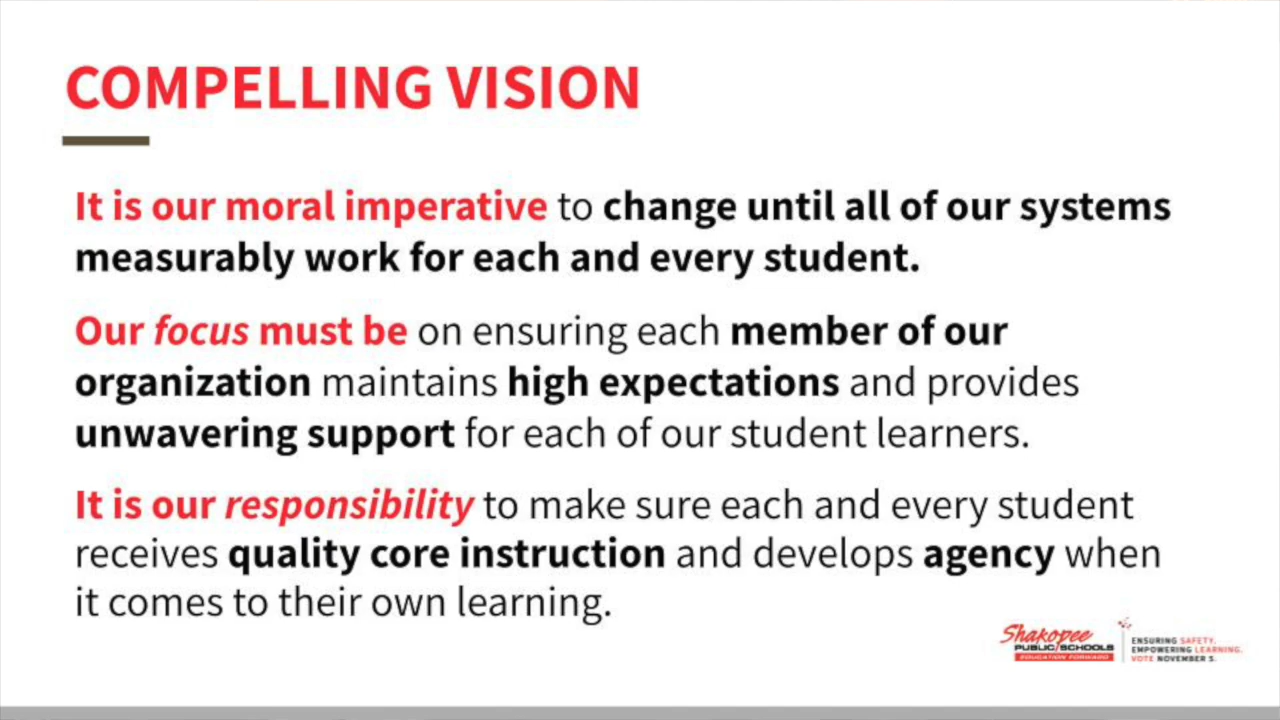 COMPELLING VISION
It is our moral imperative to change until all of our systems
measurably work for each and every student.
Our focus must be on ensuring each member of our
organization maintains high expectations and provides
unwavering support for each of our student learners.
It is our responsibility to make sure each and every student
receives quality core instruction and develops agency when
it comes to their own learning.
Shakopee
PUBLIC SCHOOLS
EDUCATION FORWARD
ENSURING SAFETY.
EMPOWERING LEARNING.
VOTE NOVEMBER 5.